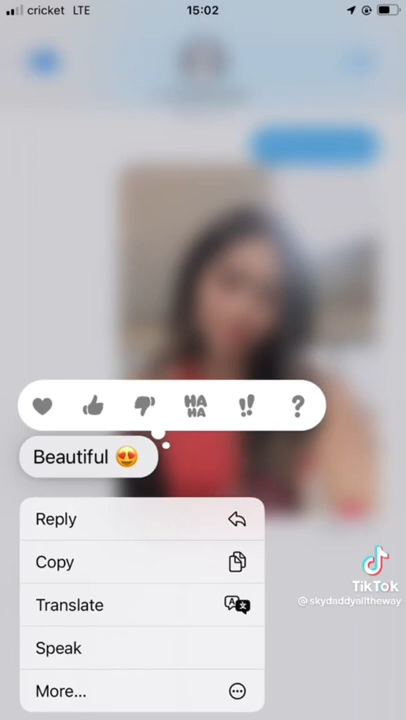 cricket LTE
15:02
HA
HA
!!
?
Beautiful 😍
Reply
Copy
Translate
Speak
More...
TikTok
@skydaddyalltheway